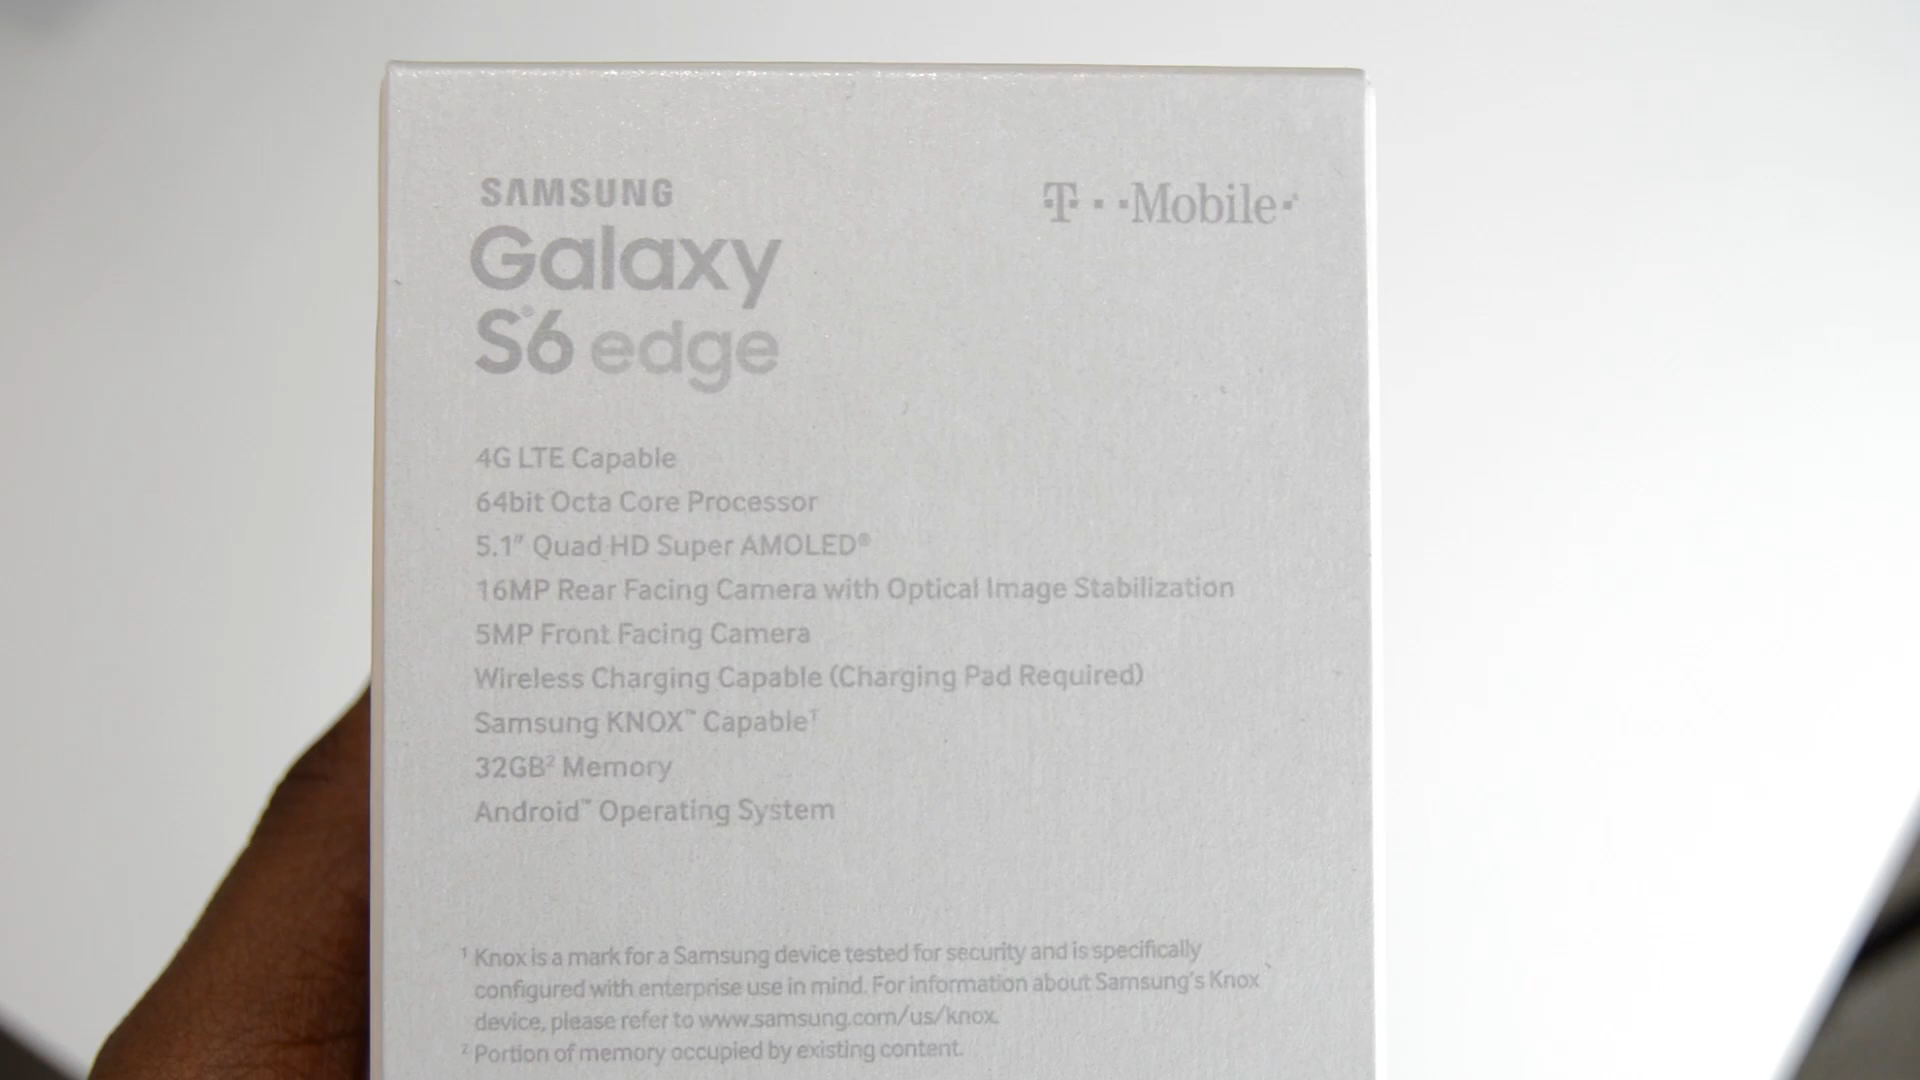 SAMSUNG
T··Mobile·
Galaxy
S®6 edge
4G LTE Capable
64bit Octa Core Processor
5.1" Quad HD Super AMOLED®
16MP Rear Facing Camera with Optical Image Stabilization
5MP Front Facing Camera
Wireless Charging Capable (Charging Pad Required)
Samsung KNOX™ Capable¹
32GB² Memory
Android™ Operating System
¹ Knox is a mark for a Samsung device tested for security and is specifically
configured with enterprise use in mind. For information about Samsung's Knox
device, please refer to www.samsung.com/us/knox.
² Portion of memory occupied by existing content.